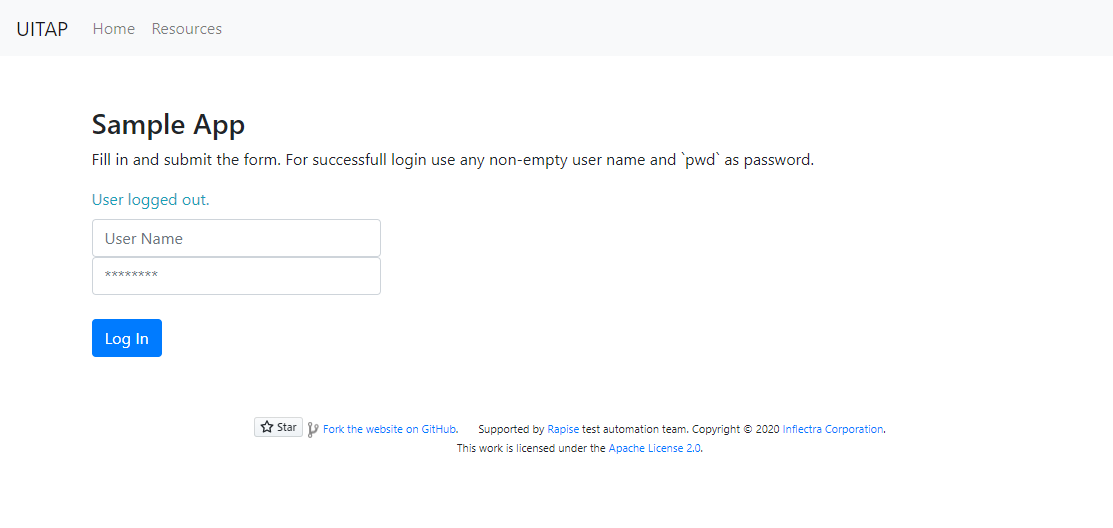 UITAP Home Resources
Sample App
Fill in and submit the form. For successfull login use any non-empty user name and `pwd` as password.
User logged out.
User Name
********
Log In
Star Fork the website on GitHub. Supported by Rapise test automation team. Copyright © 2020 Inflectra Corporation.
This work is licensed under the Apache License 2.0.